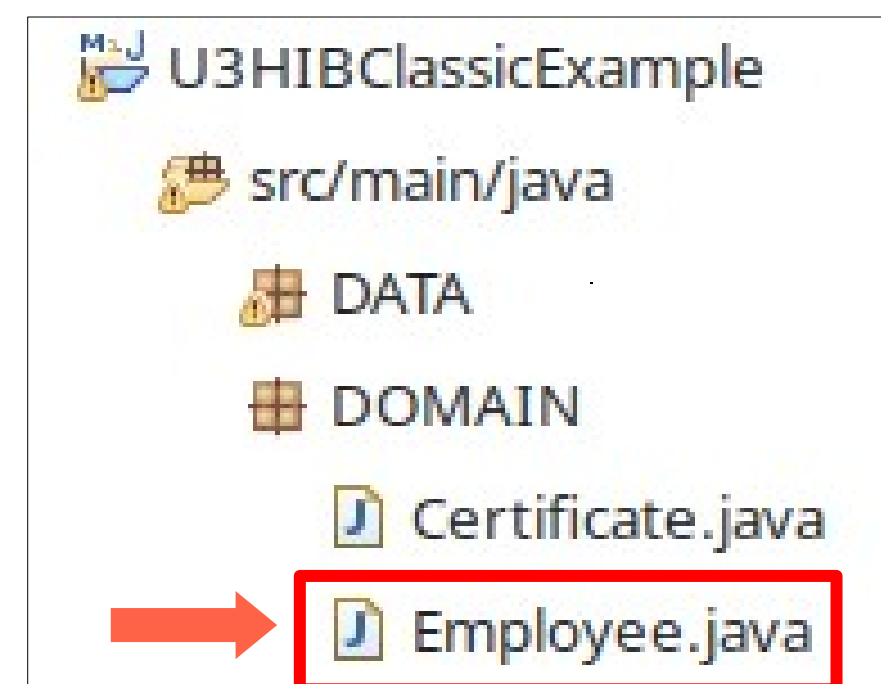 U3HIBClassicExample
src/main/java
DATA
DOMAIN
Certificate.java
Employee.java